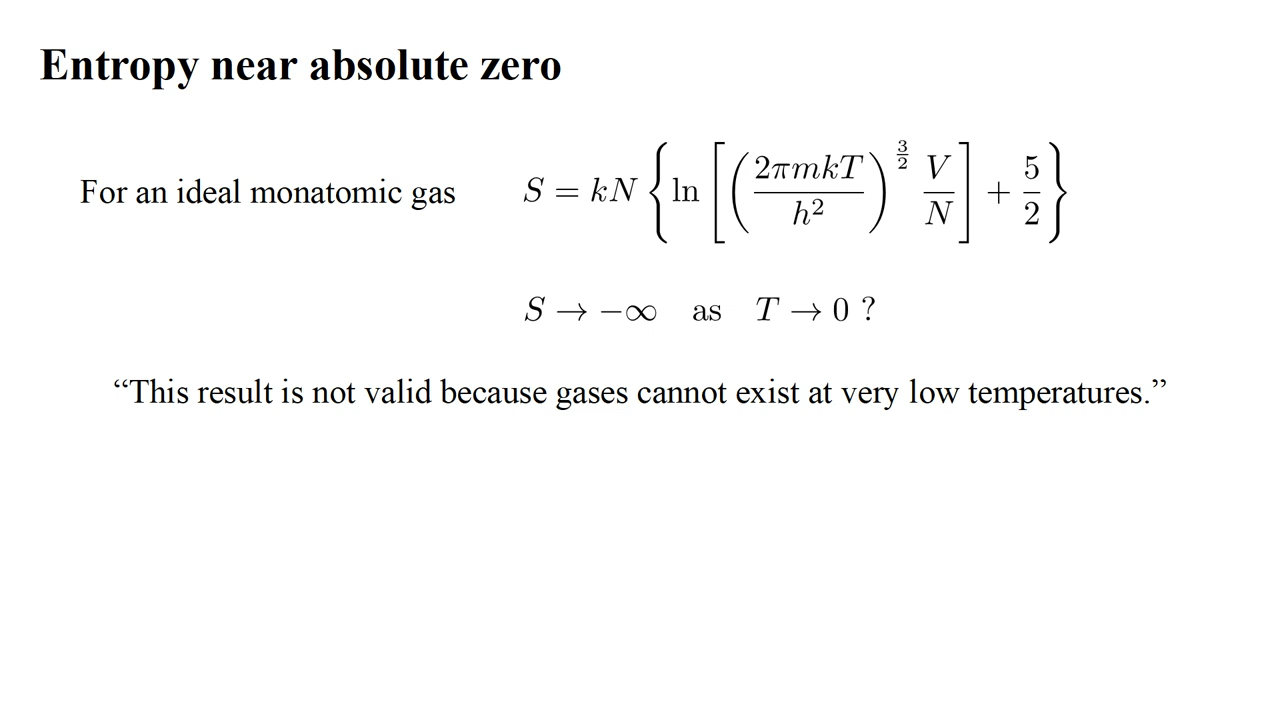 Entropy near absolute zero
For an ideal monatomic gas S = kN { ln [ ( 2πmkT / h² )^(3/2) V/N ] + 5/2 }
S → −∞ as T → 0 ?
“This result is not valid because gases cannot exist at very low temperatures.”